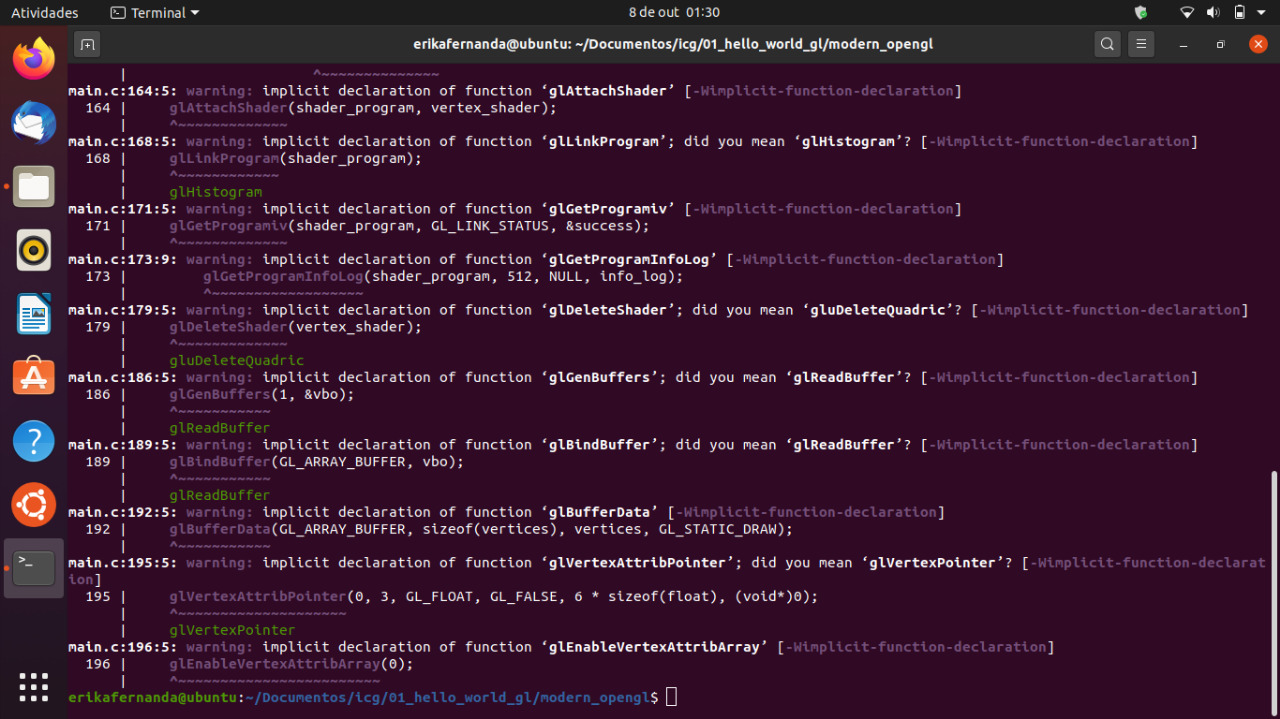 Atividades
Terminal
8 de out 01:30
erikafernanda@ubuntu: ~/Documentos/icg/01_hello_world_gl/modern_opengl
| ^~~~~~~~~~~~~~~
main.c:164:5: warning: implicit declaration of function ‘glAttachShader’ [-Wimplicit-function-declaration]
164 | glAttachShader(shader_program, vertex_shader);
| ^~~~~~~~~~~~~~
main.c:168:5: warning: implicit declaration of function ‘glLinkProgram’; did you mean ‘glHistogram’? [-Wimplicit-function-declaration]
168 | glLinkProgram(shader_program);
| ^~~~~~~~~~~~~
| glHistogram
main.c:171:5: warning: implicit declaration of function ‘glGetProgramiv’ [-Wimplicit-function-declaration]
171 | glGetProgramiv(shader_program, GL_LINK_STATUS, &success);
| ^~~~~~~~~~~~~~
main.c:173:9: warning: implicit declaration of function ‘glGetProgramInfoLog’ [-Wimplicit-function-declaration]
173 | glGetProgramInfoLog(shader_program, 512, NULL, info_log);
| ^~~~~~~~~~~~~~~~~~~
main.c:179:5: warning: implicit declaration of function ‘glDeleteShader’; did you mean ‘gluDeleteQuadric’? [-Wimplicit-function-declaration]
179 | glDeleteShader(vertex_shader);
| ^~~~~~~~~~~~~~
| gluDeleteQuadric
main.c:186:5: warning: implicit declaration of function ‘glGenBuffers’; did you mean ‘glReadBuffer’? [-Wimplicit-function-declaration]
186 | glGenBuffers(1, &vbo);
| ^~~~~~~~~~~~
| glReadBuffer
main.c:189:5: warning: implicit declaration of function ‘glBindBuffer’; did you mean ‘glReadBuffer’? [-Wimplicit-function-declaration]
189 | glBindBuffer(GL_ARRAY_BUFFER, vbo);
| ^~~~~~~~~~~~
| glReadBuffer
main.c:192:5: warning: implicit declaration of function ‘glBufferData’ [-Wimplicit-function-declaration]
192 | glBufferData(GL_ARRAY_BUFFER, sizeof(vertices), vertices, GL_STATIC_DRAW);
| ^~~~~~~~~~~~
main.c:195:5: warning: implicit declaration of function ‘glVertexAttribPointer’; did you mean ‘glVertexPointer’? [-Wimplicit-function-declarat
ion]
195 | glVertexAttribPointer(0, 3, GL_FLOAT, GL_FALSE, 6 * sizeof(float), (void*)0);
| ^~~~~~~~~~~~~~~~~~~~~
| glVertexPointer
main.c:196:5: warning: implicit declaration of function ‘glEnableVertexAttribArray’ [-Wimplicit-function-declaration]
196 | glEnableVertexAttribArray(0);
| ^~~~~~~~~~~~~~~~~~~~~~~~~
erikafernanda@ubuntu:~/Documentos/icg/01_hello_world_gl/modern_opengl$